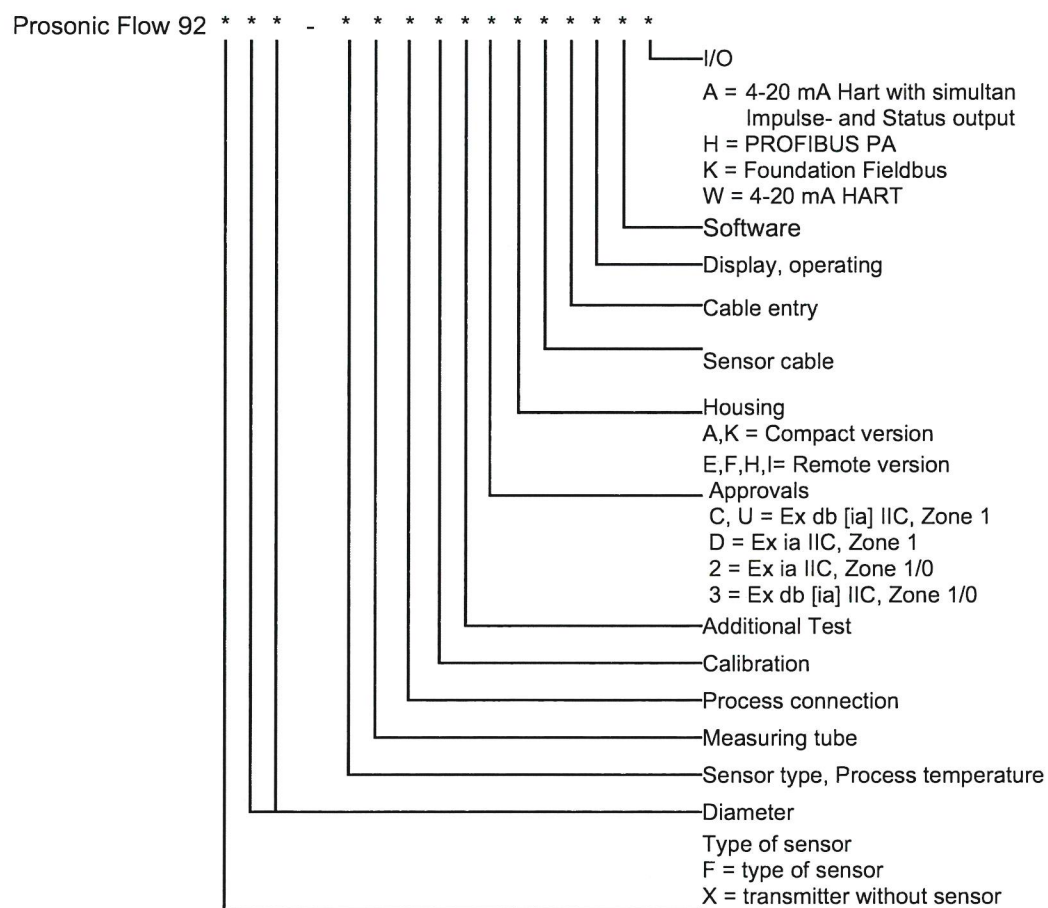 Prosonic Flow 92 * * * - * * * * * * * * * * * *
I/O
A = 4-20 mA Hart with simultan
Impulse- and Status output
H = PROFIBUS PA
K = Foundation Fieldbus
W = 4-20 mA HART
Software
Display, operating
Cable entry
Sensor cable
Housing
A,K = Compact version
E,F,H,I= Remote version
Approvals
C, U = Ex db [ia] IIC, Zone 1
D = Ex ia IIC, Zone 1
2 = Ex ia IIC, Zone 1/0
3 = Ex db [ia] IIC, Zone 1/0
Additional Test
Calibration
Process connection
Measuring tube
Sensor type, Process temperature
Diameter
Type of sensor
F = type of sensor
X = transmitter without sensor